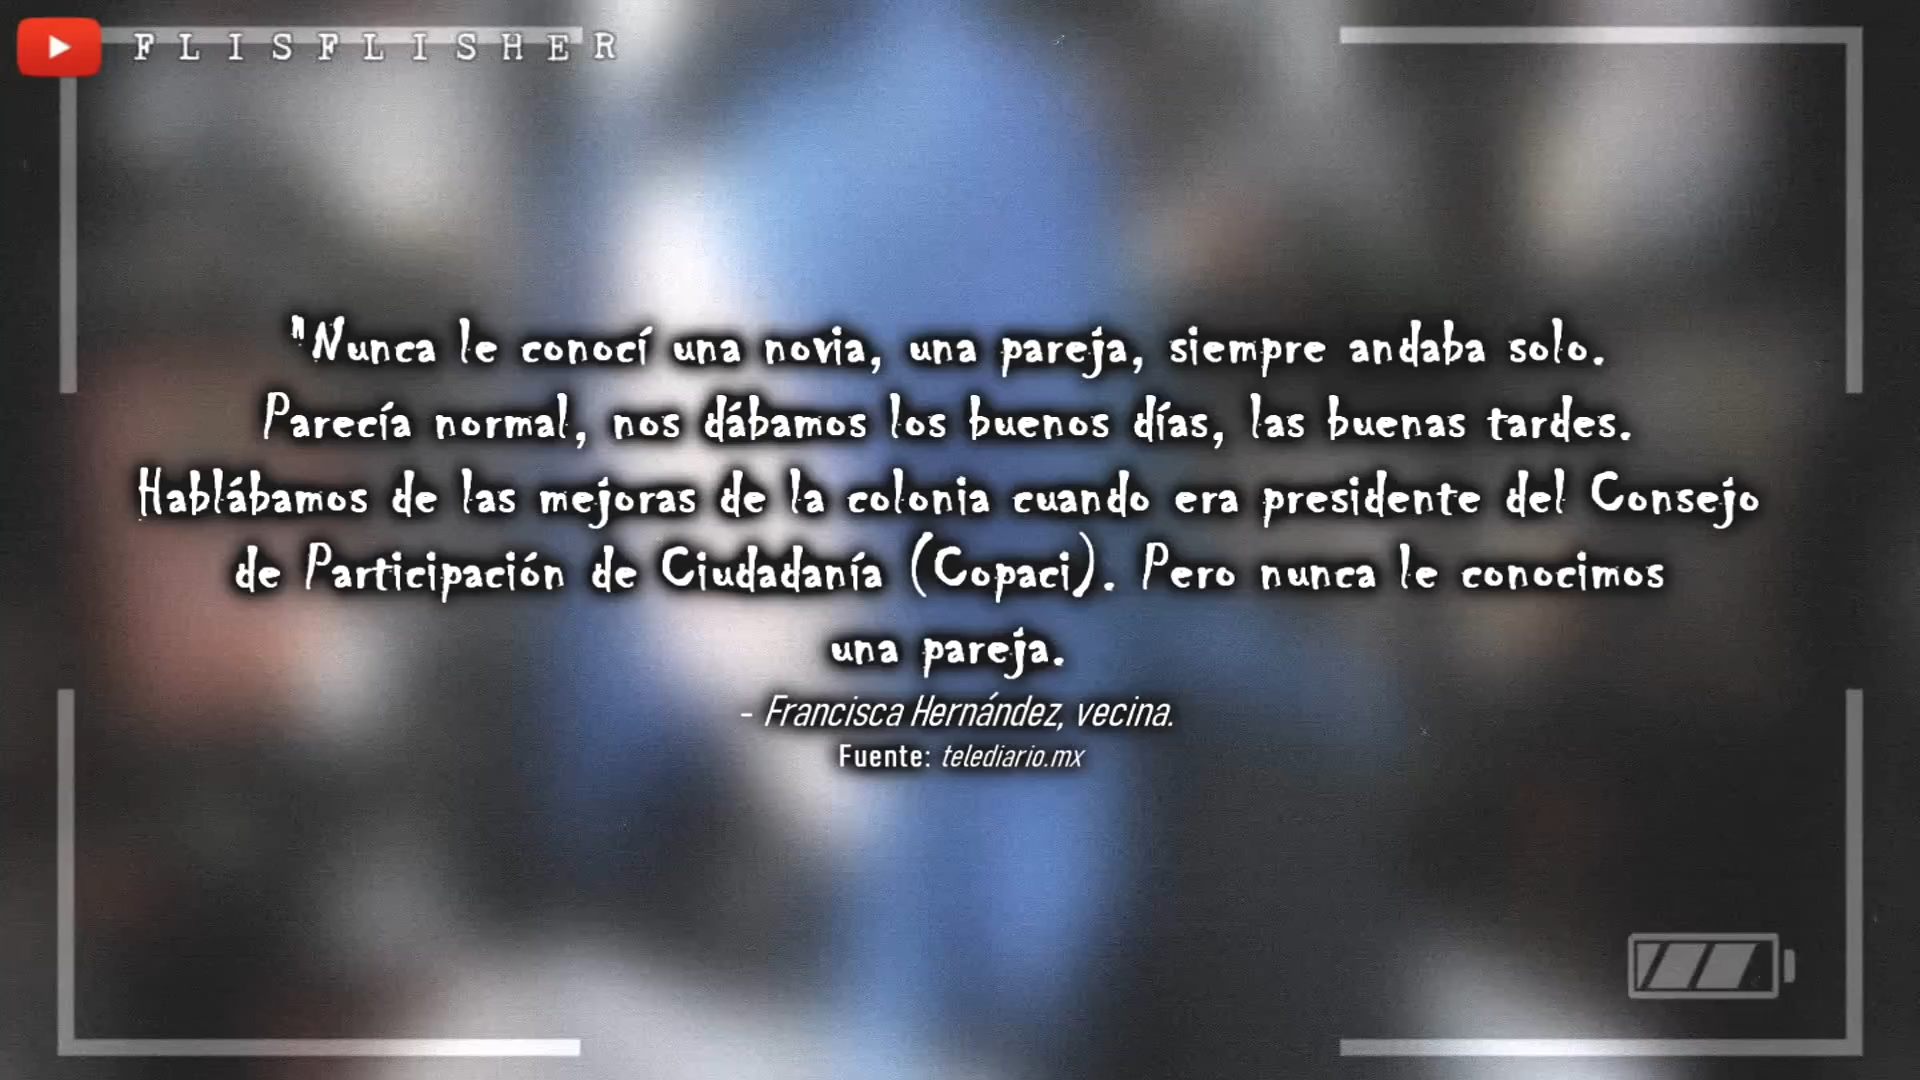 FLISFLISHER
"Nunca le conocí una novia, una pareja, siempre andaba solo.
Parecía normal, nos dábamos los buenos días, las buenas tardes.
Hablábamos de las mejoras de la colonia cuando era presidente del Consejo
de Participación de Ciudadanía (Copaci). Pero nunca le conocimos
una pareja.
- Francisca Hernández, vecina.
Fuente: telediario.mx